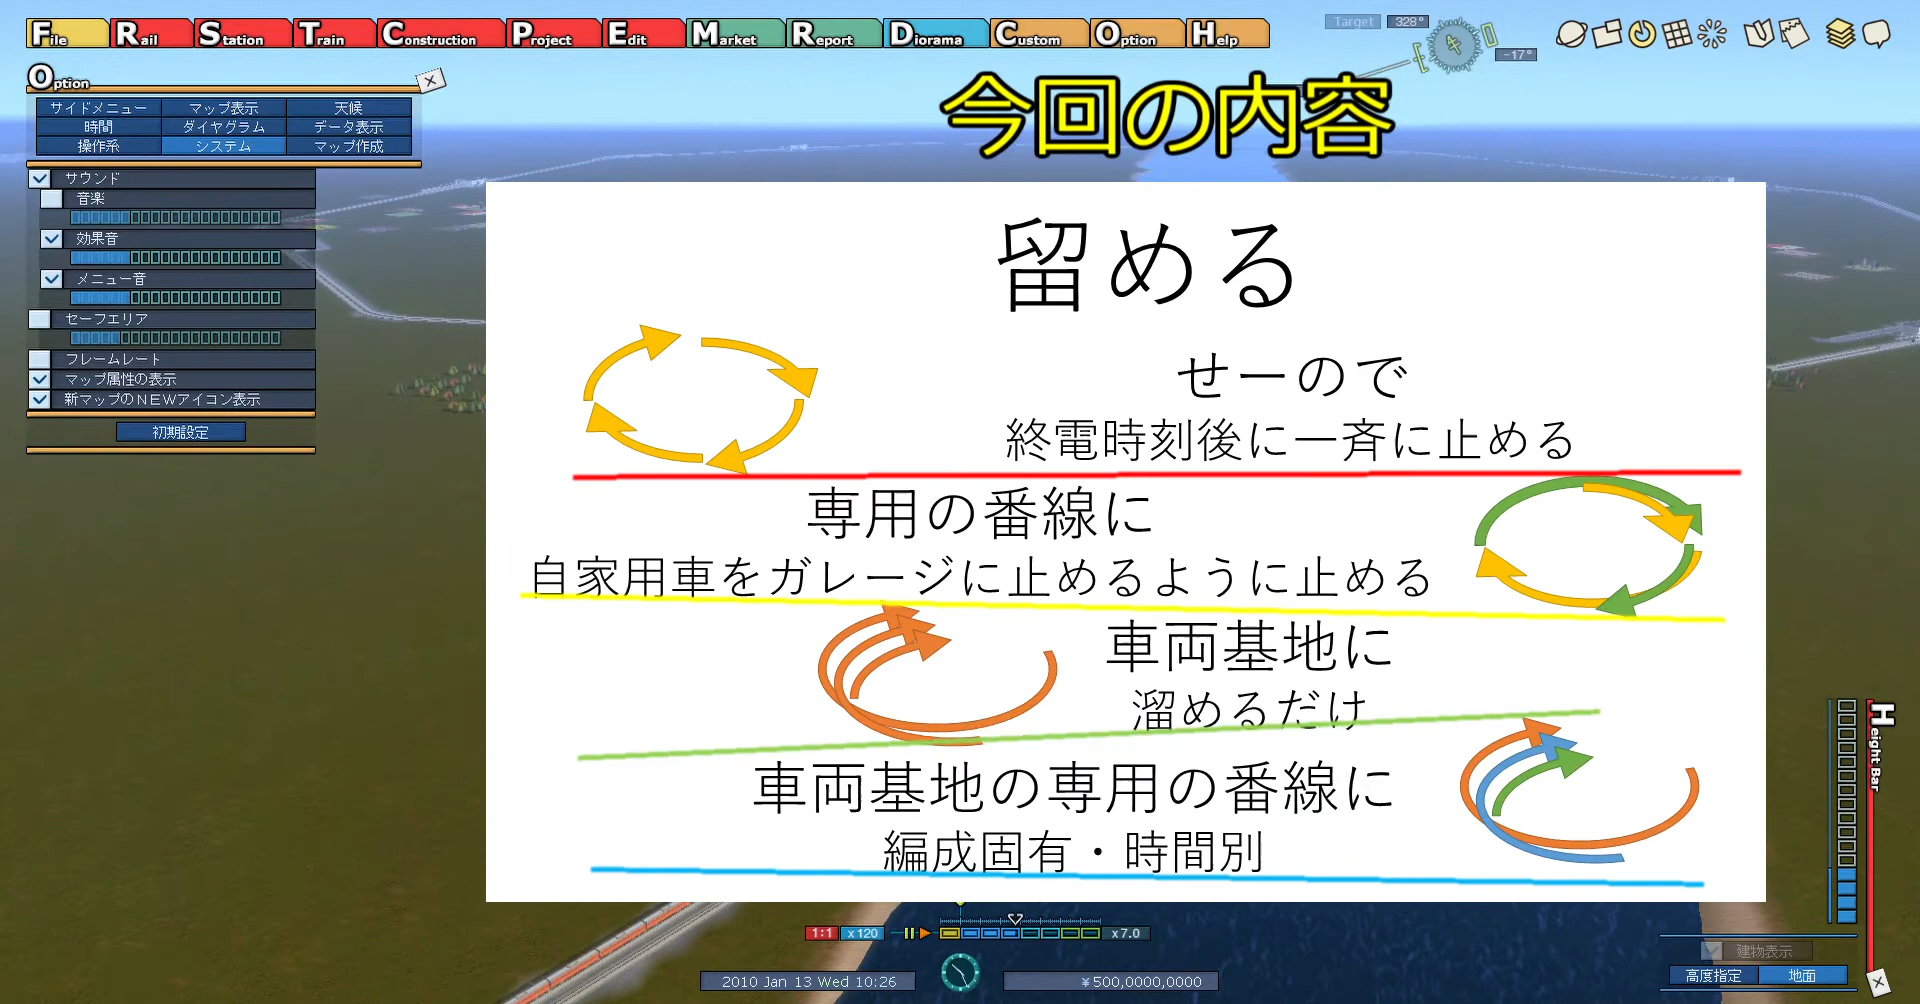 File Rail Station Train Construction Project Edit Market Report Diorama Custom Option Help
Target 328°
-17°
Option
サイドメニュー マップ表示 天候
時間 ダイヤグラム データ表示
操作系 システム マップ作成
サウンド
音楽
効果音
メニュー音
セーフエリア
フレームレート
マップ属性の表示
新マップのNEWアイコン表示
初期設定
今回の内容
留める
せーので
終電時刻後に一斉に止める
専用の番線に
自家用車をガレージに止めるように止める
車両基地に
溜めるだけ
車両基地の専用の番線に
編成固有・時間別
Height Bar
1:1 x120 x7.0
2010 Jan 13 Wed 10:26
¥500,0000,0000
建物表示
高度指定 地面